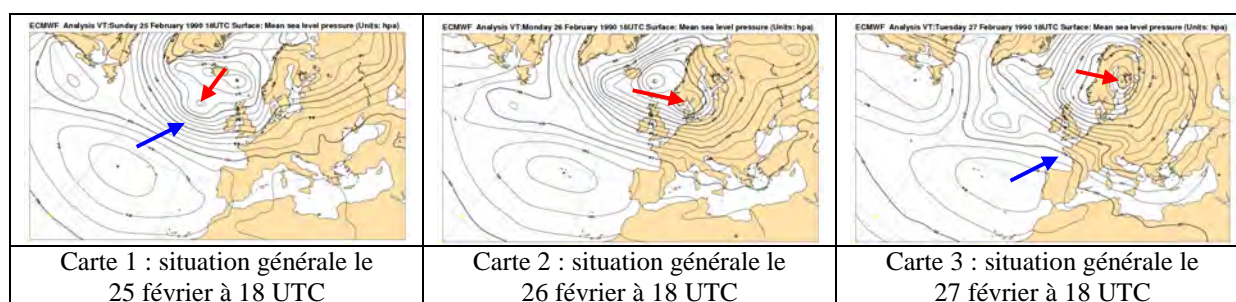 ECMWF Analysis VT:Sunday 25 February 1990 18UTC Surface: Mean sea level pressure (Units: hpa)
ECMWF Analysis VT:Monday 26 February 1990 18UTC Surface: Mean sea level pressure (Units: hpa)
ECMWF Analysis VT:Tuesday 27 February 1990 18UTC Surface: Mean sea level pressure (Units: hpa)
Carte 1 : situation générale le
25 février à 18 UTC
Carte 2 : situation générale le
26 février à 18 UTC
Carte 3 : situation générale le
27 février à 18 UTC